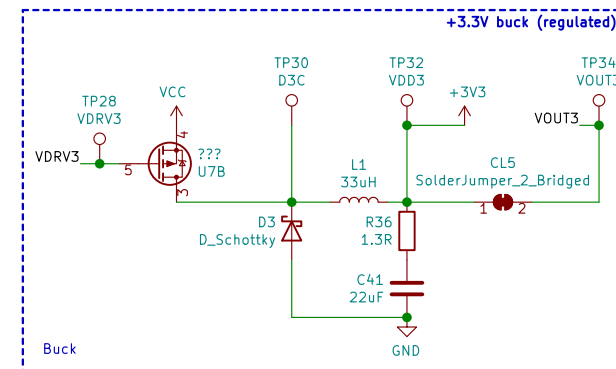 +3.3V buck (regulated)
TP30
D3C
TP32
VDD3
TP34
VOUT3
VCC
+3V3
TP28
VDRV3
VOUT3
4
VDRV3
5
???
U7B
3
L1
33uH
CL5
SolderJumper_2_Bridged
1
2
D3
D_Schottky
R36
1.3R
C41
22uF
Buck
GND